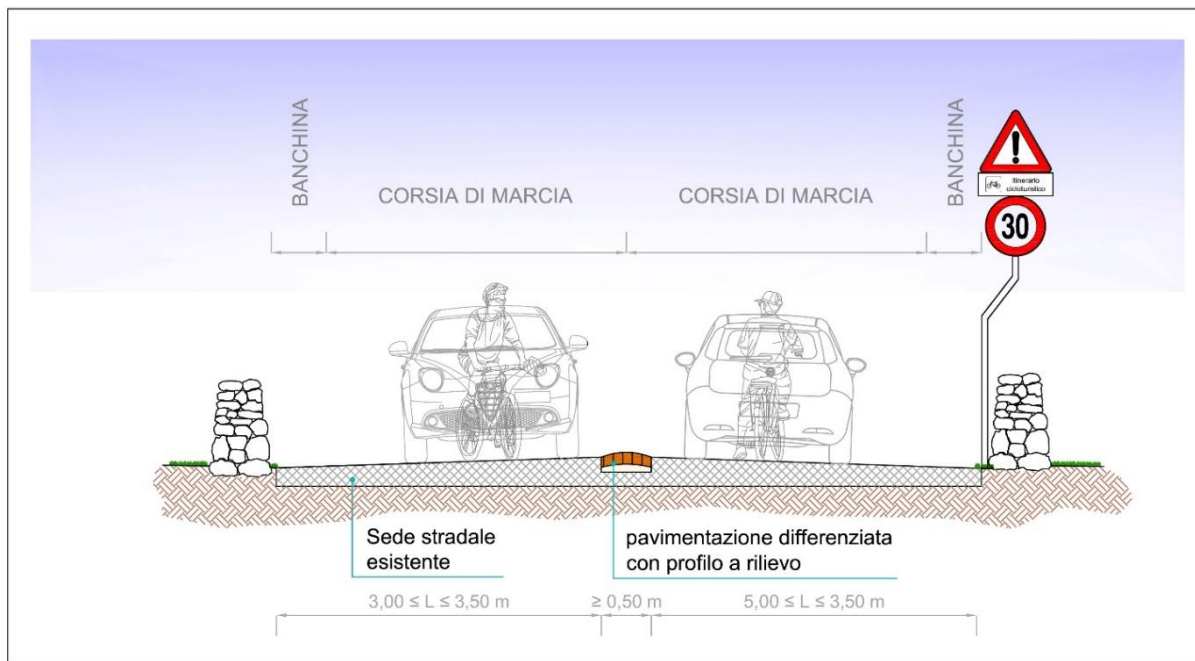 BANCHINA
CORSIA DI MARCIA
CORSIA DI MARCIA
BANCHINA
Itinerario
cicloturistico
30
Sede stradale
esistente
pavimentazione differenziata
con profilo a rilievo
3,00 ≤ L ≤ 3,50 m
≥ 0,50 m
5,00 ≤ L ≤ 3,50 m